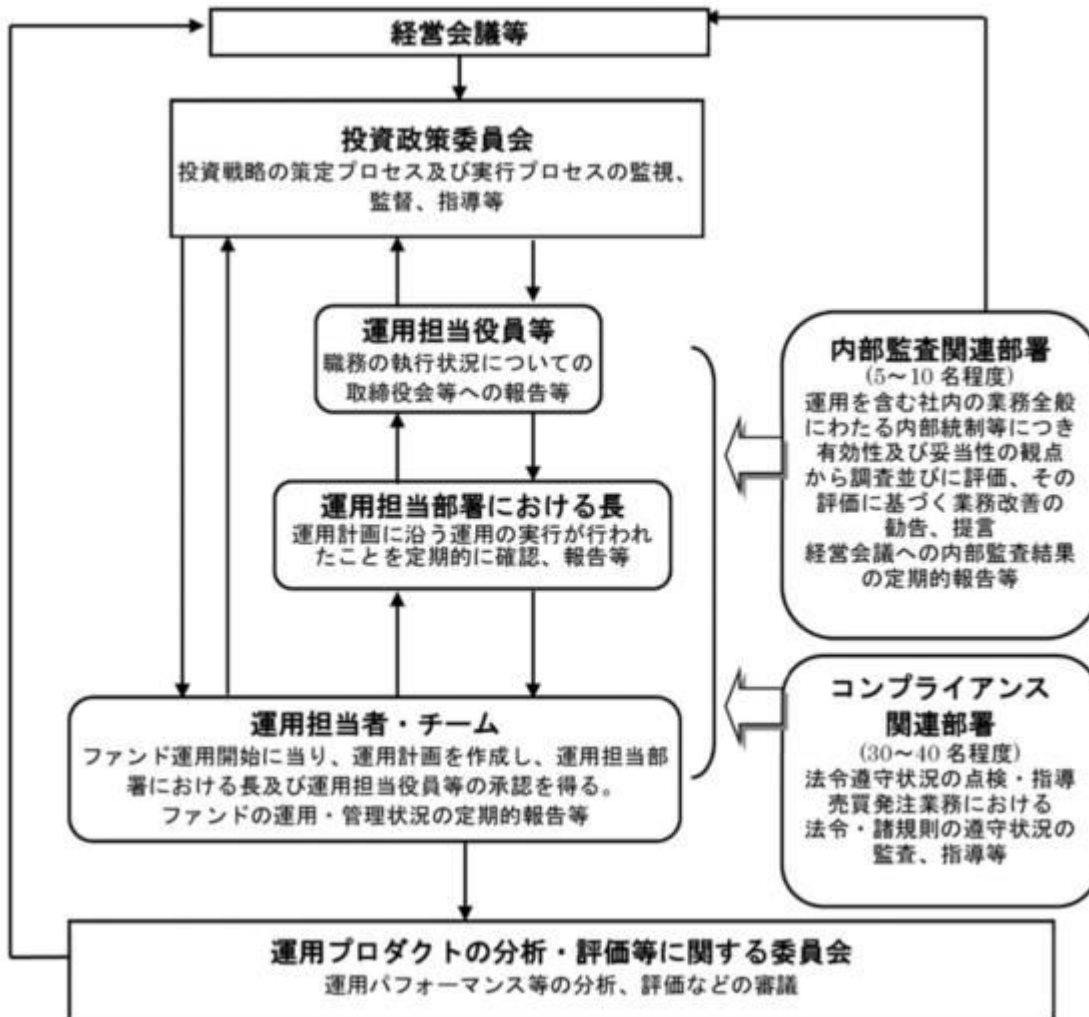 経営会議等
投資政策委員会
投資戦略の策定プロセス及び実行プロセスの監視、
監督、指導等
運用担当役員等
職務の執行状況についての
取締役会等への報告等
運用担当部署における長
運用計画に沿う運用の実行が行われ
たことを定期的に確認、報告等
運用担当者・チーム
ファンド運用開始に当り、運用計画を作成し、運用担当部
署における長及び運用担当役員等の承認を得る。
ファンドの運用・管理状況の定期的報告等
内部監査関連部署
(5～10 名程度)
運用を含む社内の業務全般
にわたる内部統制等につき
有効性及び妥当性の観点
から調査並びに評価、その
評価に基づく業務改善の
勧告、提言
経営会議への内部監査結果
の定期的報告等
コンプライアンス
関連部署
(30～40 名程度)
法令遵守状況の点検・指導
売買発注業務における
法令・諸規則の遵守状況の
監査、指導等
運用プロダクトの分析・評価等に関する委員会
運用パフォーマンス等の分析、評価などの審議